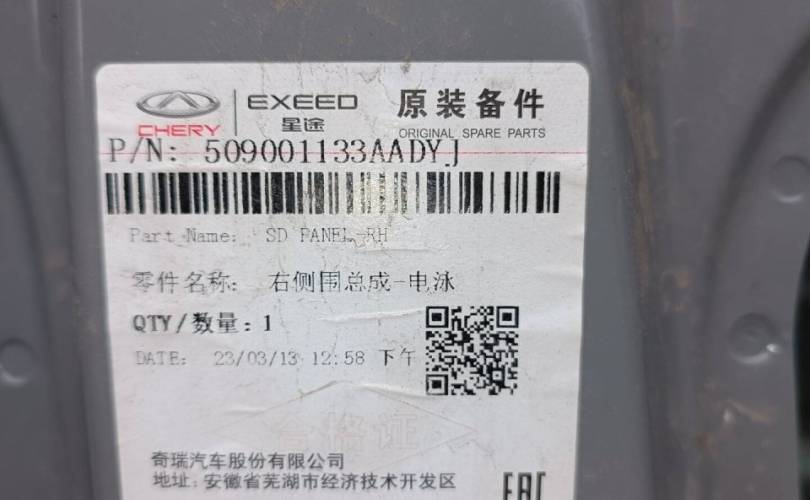 CHERY
EXEED
星途
原装备件
ORIGINAL SPARE PARTS
P/N: 509001133AADYJ
Part Name: SD PANEL-RH
零件名称: 右侧围总成-电泳
QTY/数量: 1
DATE: 23/03/13 12:58 下午
合格证
奇瑞汽车股份有限公司
地址: 安徽省芜湖市经济技术开发区
EAC